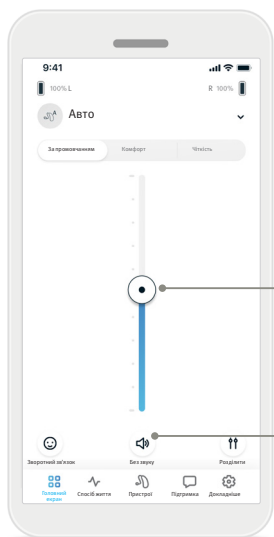 9:41
100% L R 100%
Авто
За промовчанням Комфорт Чіткість
Зворотний зв'язок Без звуку Розділити
Головний екран Спосіб життя Пристрої Підтримка Докладніше